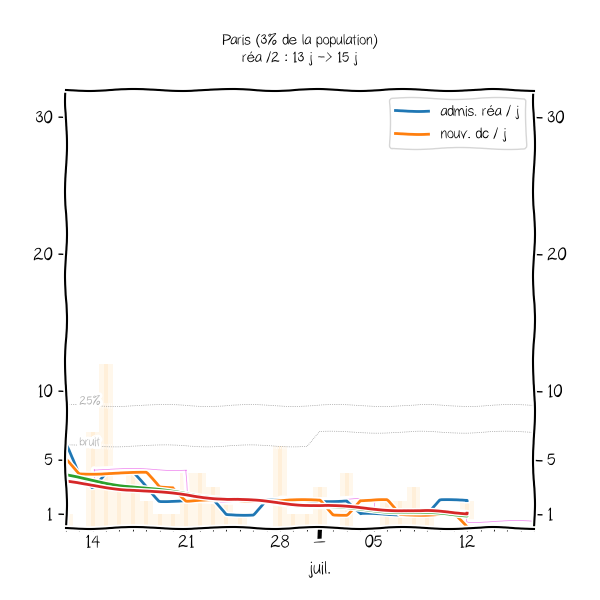 Paris (3% de la population)
réa /2 : 13 j -> 15 j
admis. réa / j
nouv. dc / j
30 30
20 20
10 10
25%
bruit
5 5
1 1
14 21 28 1 05 12
juil.